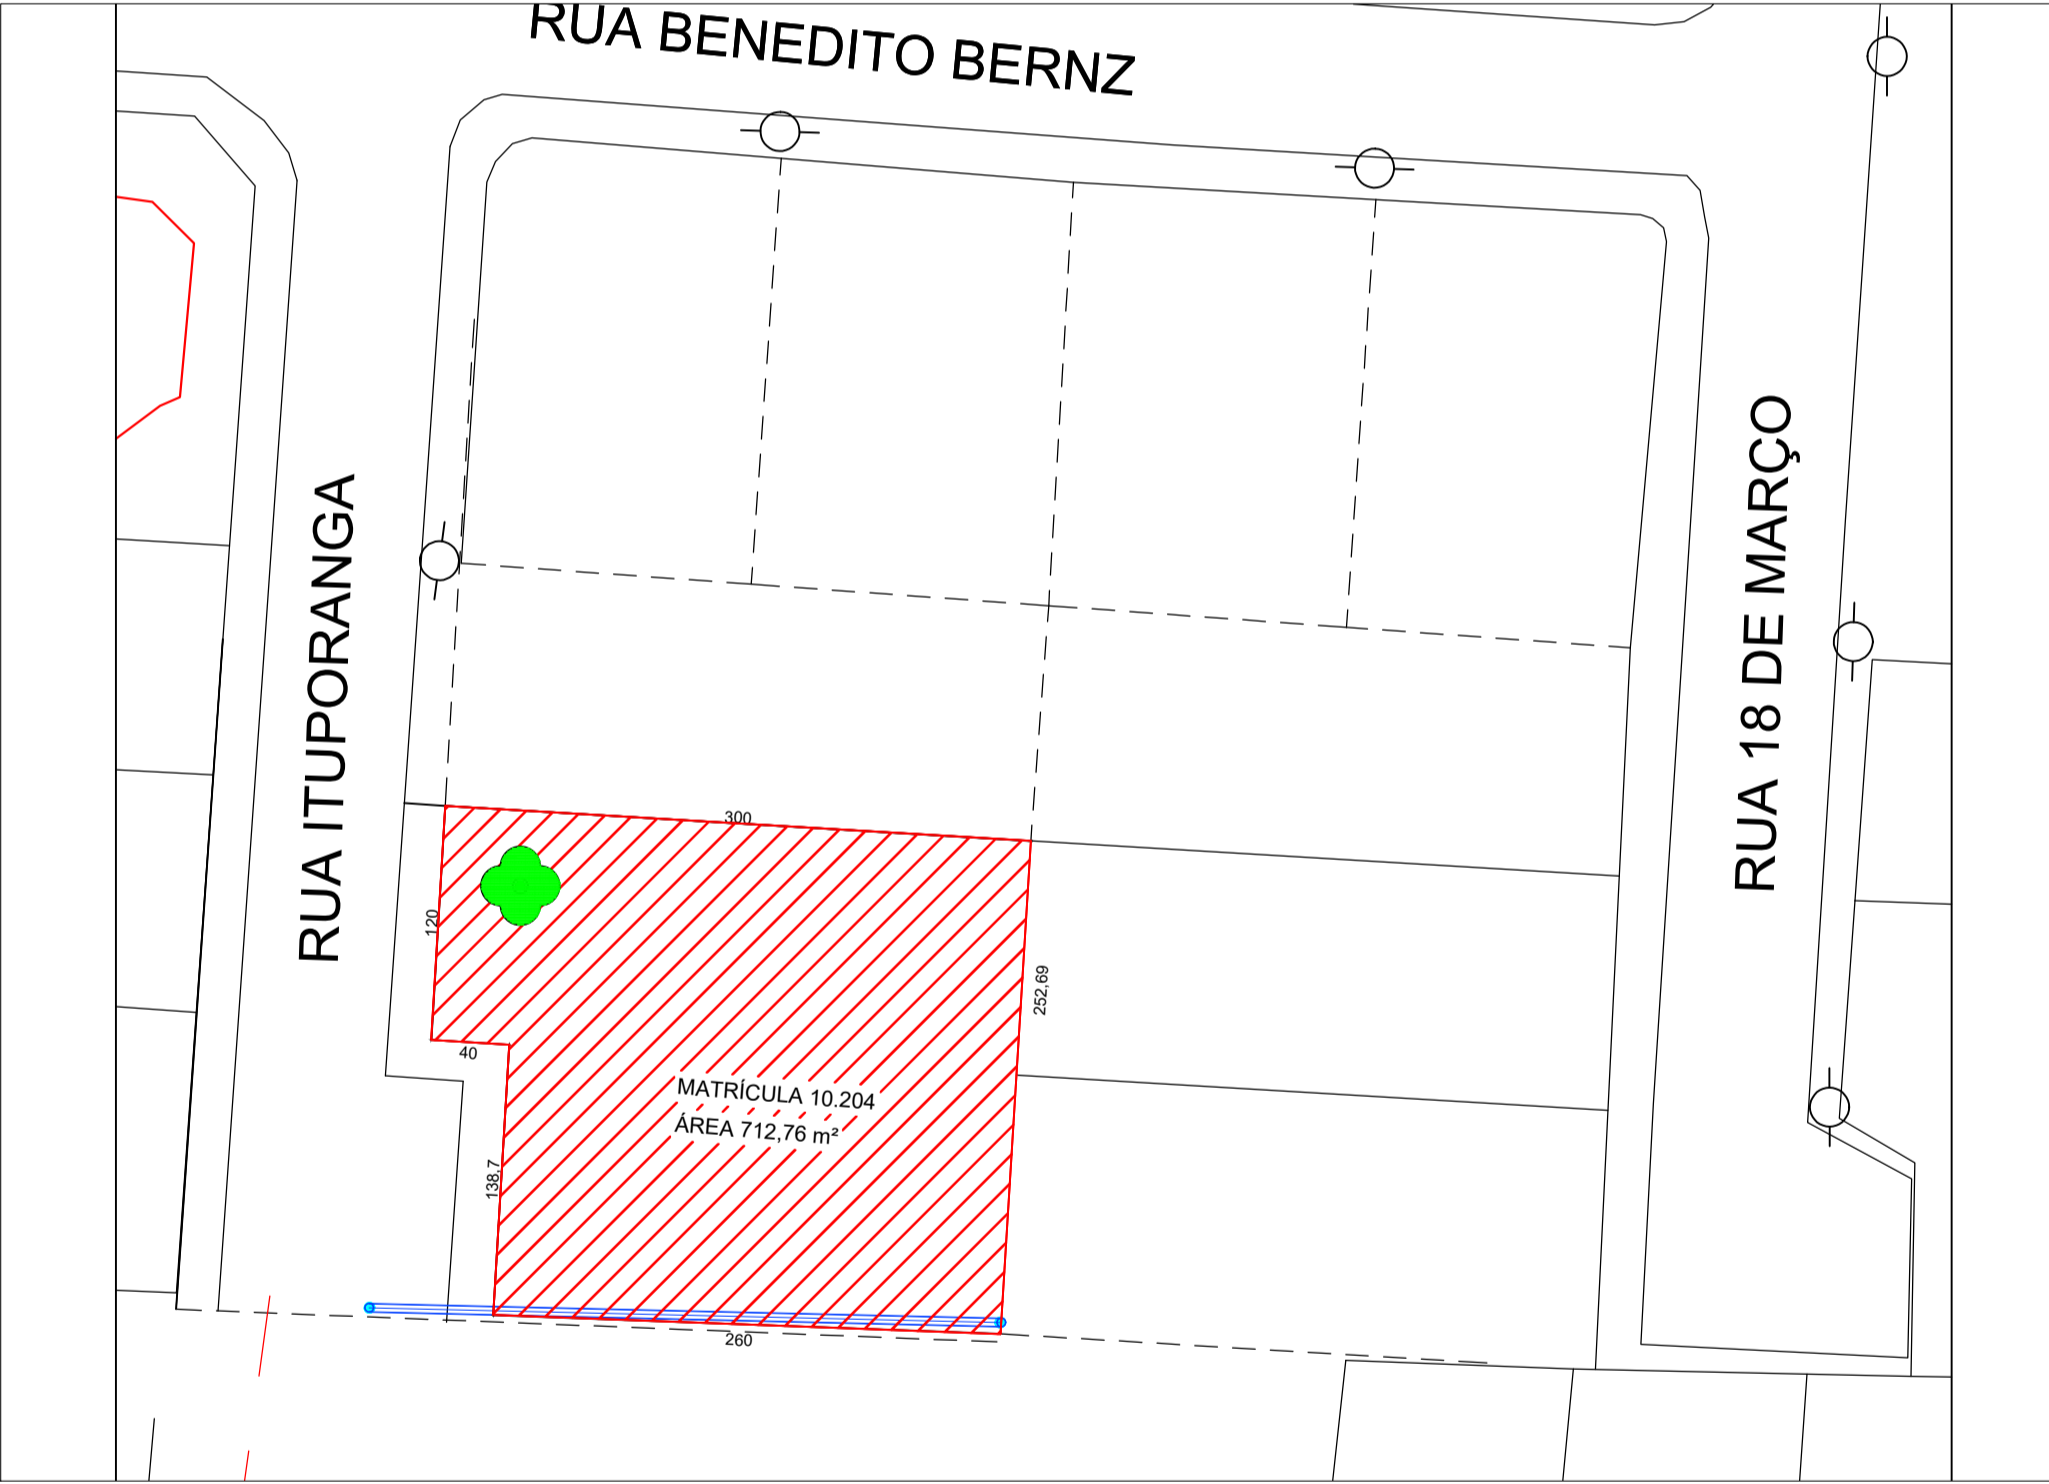 RUA BENEDITO BERNZ
RUA ITUPORANGA
RUA 18 DE MARÇO
300
120
252,69
40
MATRÍCULA 10.204
ÁREA 712,76 m²
138,7
260